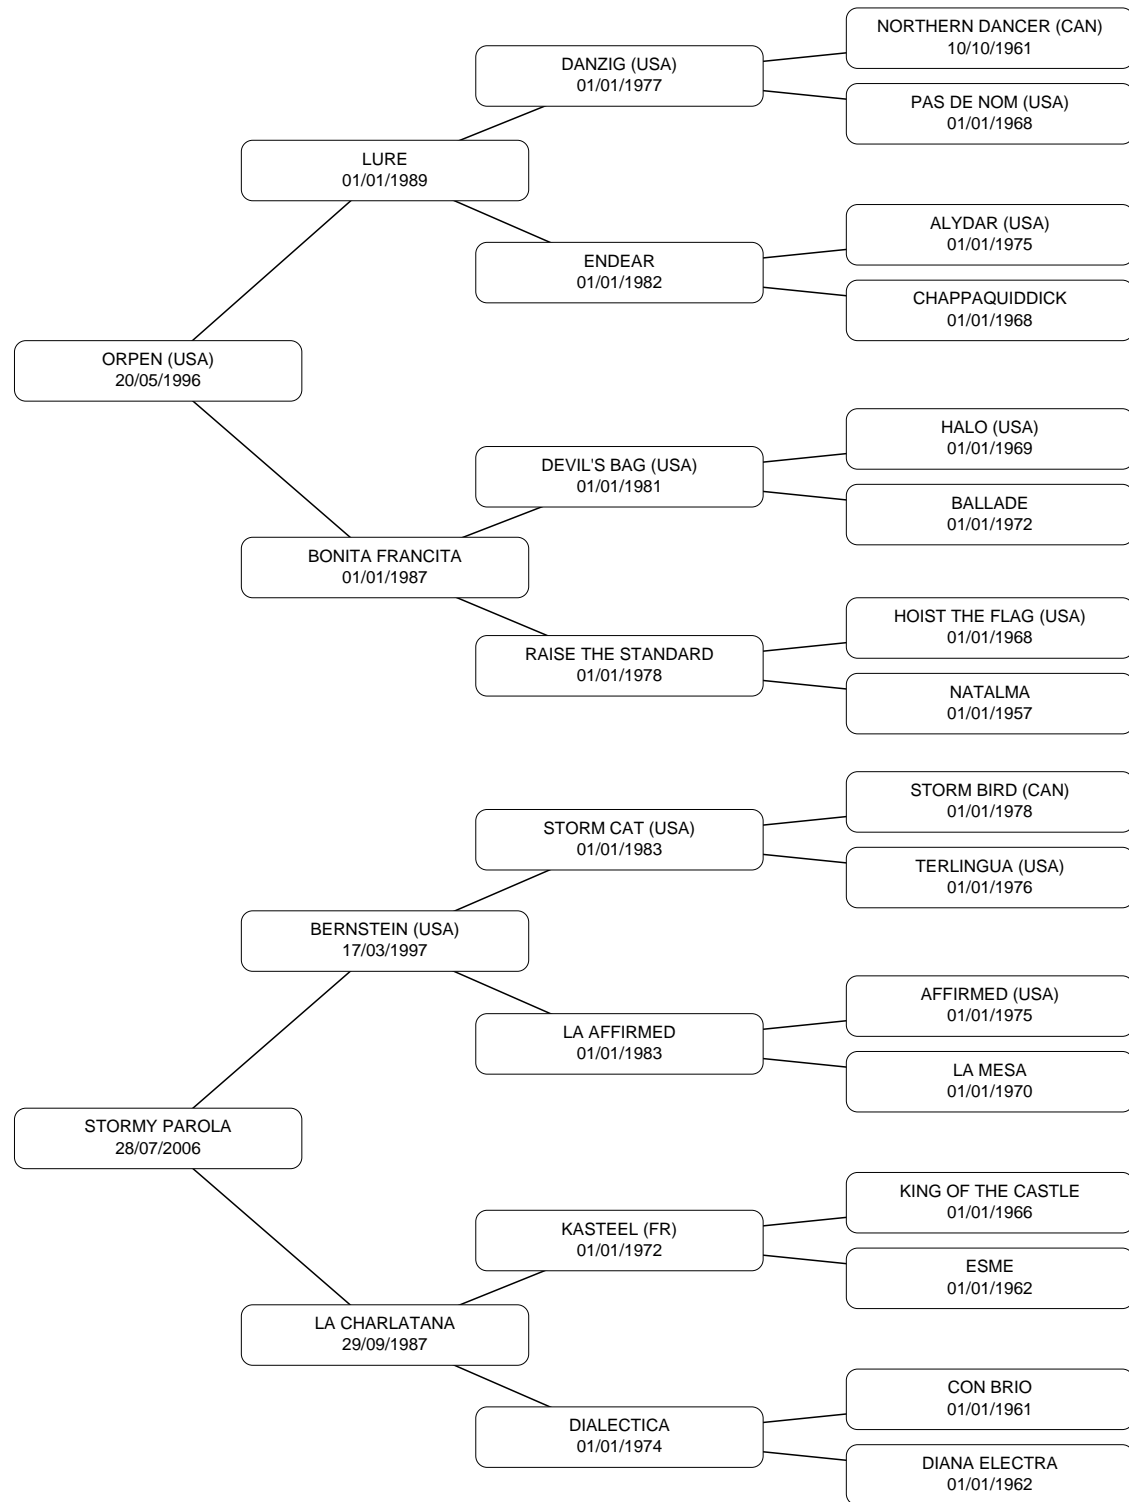 NORTHERN DANCER (CAN)
10/10/1961
DANZIG (USA)
01/01/1977
PAS DE NOM (USA)
01/01/1968
LURE
01/01/1989
ALYDAR (USA)
01/01/1975
ENDEAR
01/01/1982
CHAPPAQUIDDICK
01/01/1968
ORPEN (USA)
20/05/1996
HALO (USA)
01/01/1969
DEVIL'S BAG (USA)
01/01/1981
BALLADE
01/01/1972
BONITA FRANCITA
01/01/1987
HOIST THE FLAG (USA)
01/01/1968
RAISE THE STANDARD
01/01/1978
NATALMA
01/01/1957
STORM BIRD (CAN)
01/01/1978
STORM CAT (USA)
01/01/1983
TERLINGUA (USA)
01/01/1976
BERNSTEIN (USA)
17/03/1997
AFFIRMED (USA)
01/01/1975
LA AFFIRMED
01/01/1983
LA MESA
01/01/1970
STORMY PAROLA
28/07/2006
KING OF THE CASTLE
01/01/1966
KASTEEL (FR)
01/01/1972
ESME
01/01/1962
LA CHARLATANA
29/09/1987
CON BRIO
01/01/1961
DIALECTICA
01/01/1974
DIANA ELECTRA
01/01/1962